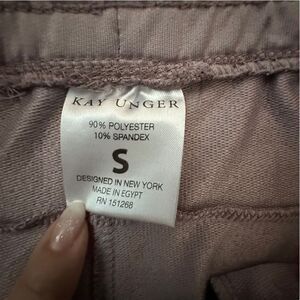 KAY UNGER
90% POLYESTER
10% SPANDEX
S
DESIGNED IN NEW YORK
MADE IN EGYPT
RN 151268